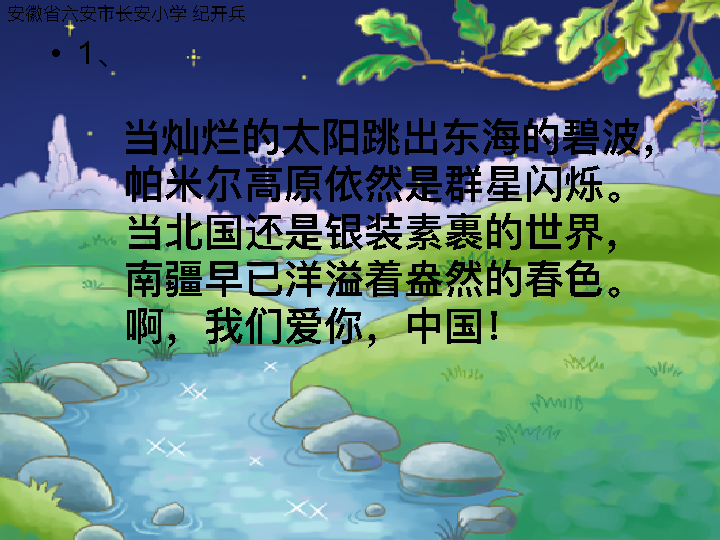 安徽省六安市长安小学 纪开兵
• 1、
当灿烂的太阳跳出东海的碧波，
帕米尔高原依然是群星闪烁。
当北国还是银装素裹的世界，
南疆早已洋溢着盎然的春色。
啊，我们爱你，中国！